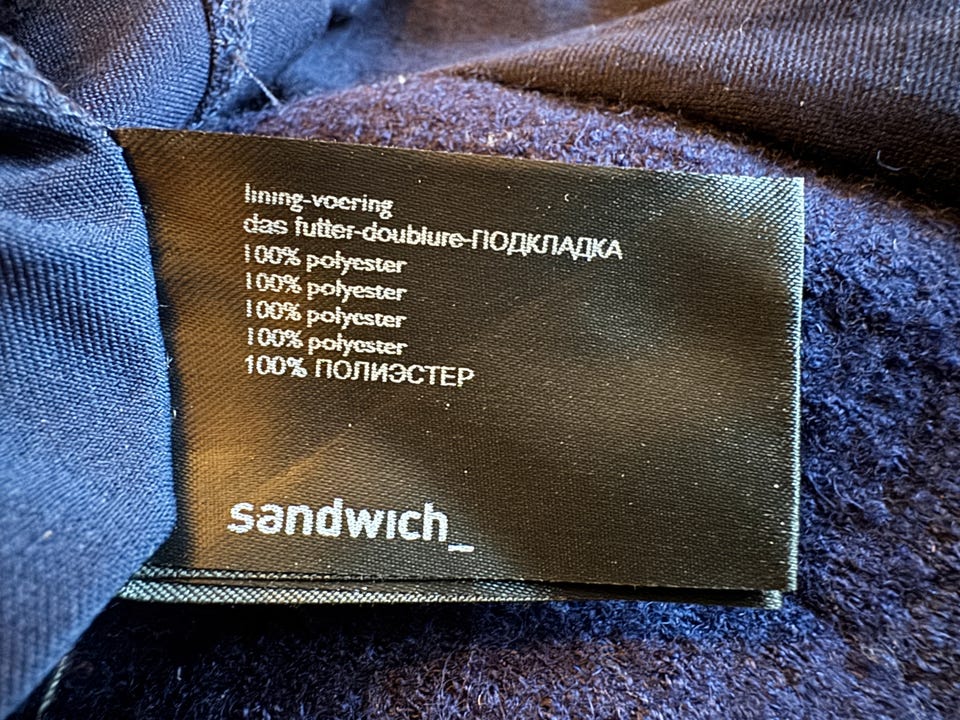 lining-voering
das futter-doublure-ПОДКЛАДКА
100% polyester
100% polyester
100% polyester
100% polyester
100% ПОЛИЭСТЕР
sandwich_